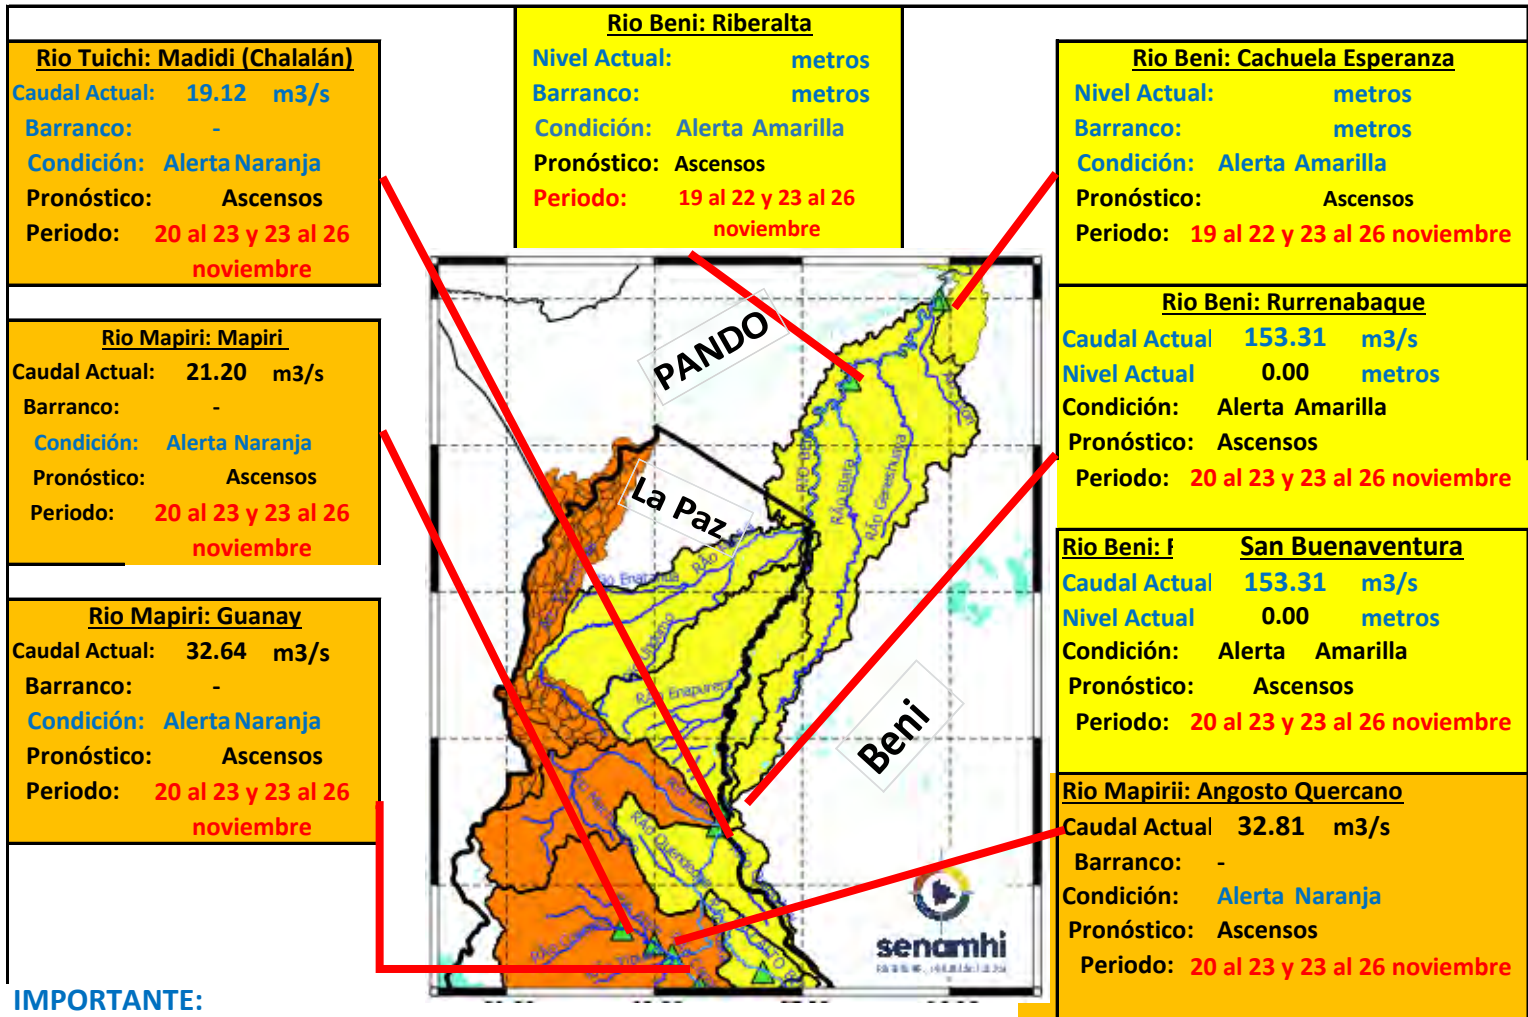 Rio Tuichi: Madidi (Chalalán)
Caudal Actual: 19.12 m3/s
Barranco: -
Condición: Alerta Naranja
Pronóstico: Ascensos
Periodo: 20 al 23 y 23 al 26
noviembre
Rio Mapiri: Mapiri
Caudal Actual: 21.20 m3/s
Barranco: -
Condición: Alerta Naranja
Pronóstico: Ascensos
Periodo: 20 al 23 y 23 al 26
noviembre
Rio Mapiri: Guanay
Caudal Actual: 32.64 m3/s
Barranco: -
Condición: Alerta Naranja
Pronóstico: Ascensos
Periodo: 20 al 23 y 23 al 26
noviembre
IMPORTANTE:
Rio Beni: Riberalta
Nivel Actual: metros
Barranco: metros
Condición: Alerta Amarilla
Pronóstico: Ascensos
Periodo: 19 al 22 y 23 al 26
noviembre
PANDO
La Paz
Beni
RÃo Biata
RÃo Geneshuaya
RÃo Enapurera
senamhi
Rio Beni: Cachuela Esperanza
Nivel Actual: metros
Barranco: metros
Condición: Alerta Amarilla
Pronóstico: Ascensos
Periodo: 19 al 22 y 23 al 26 noviembre
Rio Beni: Rurrenabaque
Caudal Actual 153.31 m3/s
Nivel Actual 0.00 metros
Condición: Alerta Amarilla
Pronóstico: Ascensos
Periodo: 20 al 23 y 23 al 26 noviembre
Rio Beni: San Buenaventura
Caudal Actual 153.31 m3/s
Nivel Actual 0.00 metros
Condición: Alerta Amarilla
Pronóstico: Ascensos
Periodo: 20 al 23 y 23 al 26 noviembre
Rio Mapirii: Angosto Quercano
Caudal Actual 32.81 m3/s
Barranco: -
Condición: Alerta Naranja
Pronóstico: Ascensos
Periodo: 20 al 23 y 23 al 26 noviembre